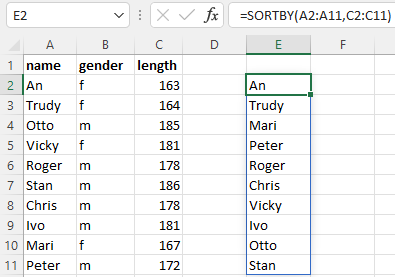 E2 fx =SORTBY(A2:A11,C2:C11)
A B C D E F
1 name gender length
2 An f 163 An
3 Trudy f 164 Trudy
4 Otto m 185 Mari
5 Vicky f 181 Peter
6 Roger m 178 Roger
7 Stan m 186 Chris
8 Chris m 178 Vicky
9 Ivo m 181 Ivo
10 Mari f 167 Otto
11 Peter m 172 Stan